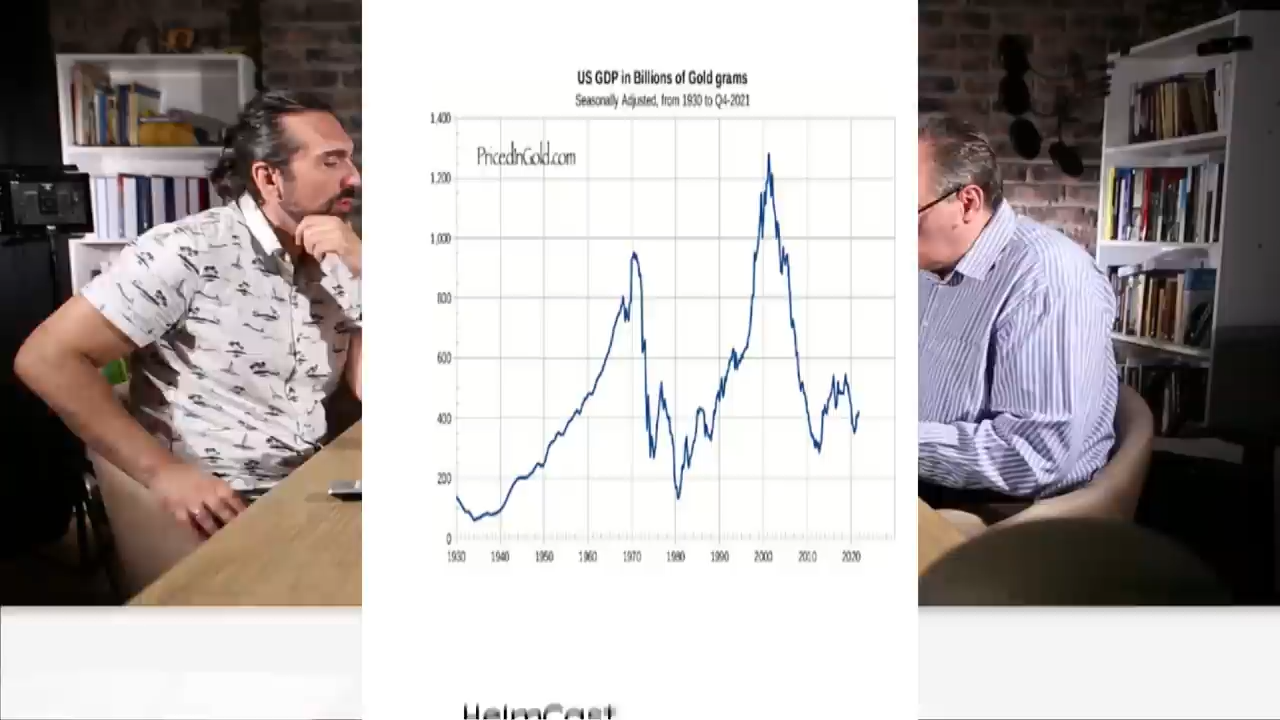 US GDP in Billions of Gold grams
Seasonally Adjusted, from 1930 to Q4-2021
PricedInGold.com
1,400
1,200
1,000
800
600
400
200
0
1930 1940 1950 1960 1970 1980 1990 2000 2010 2020
HelmCast